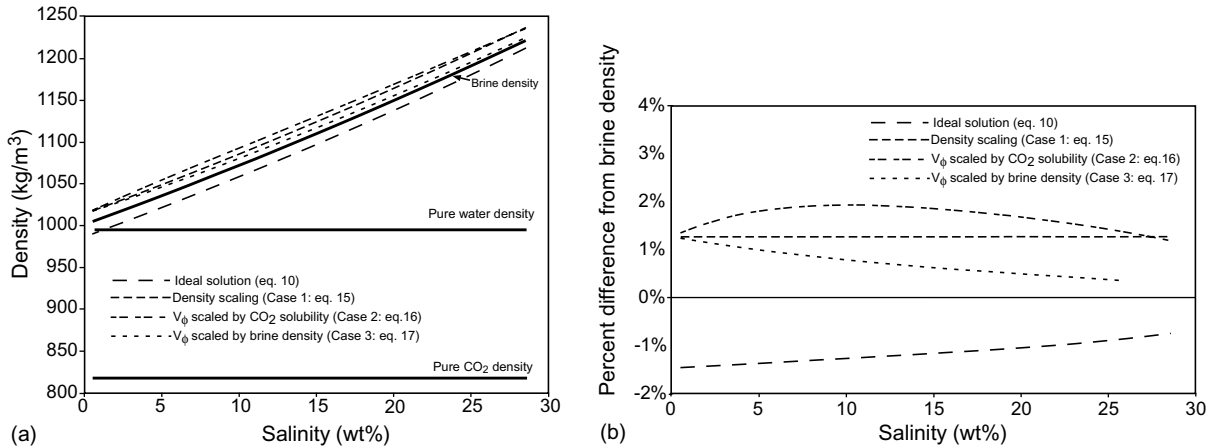 1250
1200
1150
1100
1050
1000
950
900
850
800
Density (kg/m3)
Brine density
Pure water density
Ideal solution (eq. 10)
Density scaling (Case 1: eq. 15)
Vϕ scaled by CO2 solubility (Case 2: eq.16)
Vϕ scaled by brine density (Case 3: eq. 17)
Pure CO2 density
0 5 10 15 20 25 30
(a) Salinity (wt%)
4%
3%
2%
1%
0%
-1%
-2%
Percent difference from brine density
Ideal solution (eq. 10)
Density scaling (Case 1: eq. 15)
Vϕ scaled by CO2 solubility (Case 2: eq.16)
Vϕ scaled by brine density (Case 3: eq. 17)
0 5 10 15 20 25 30
(b) Salinity (wt%)